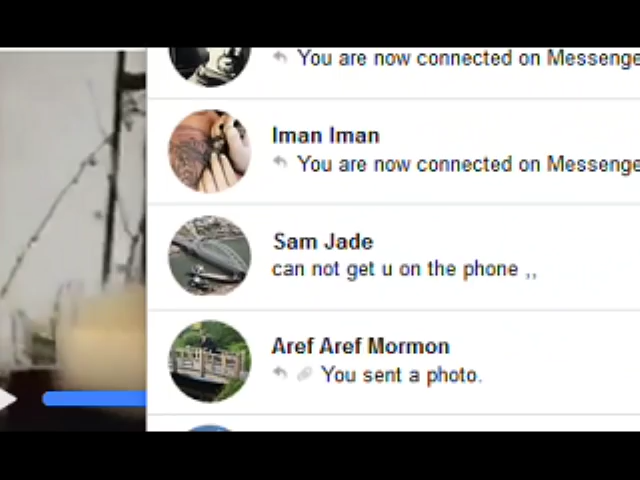 You are now connected on Messenge
Iman Iman
You are now connected on Messenge
Sam Jade
can not get u on the phone ,,
Aref Aref Mormon
You sent a photo.